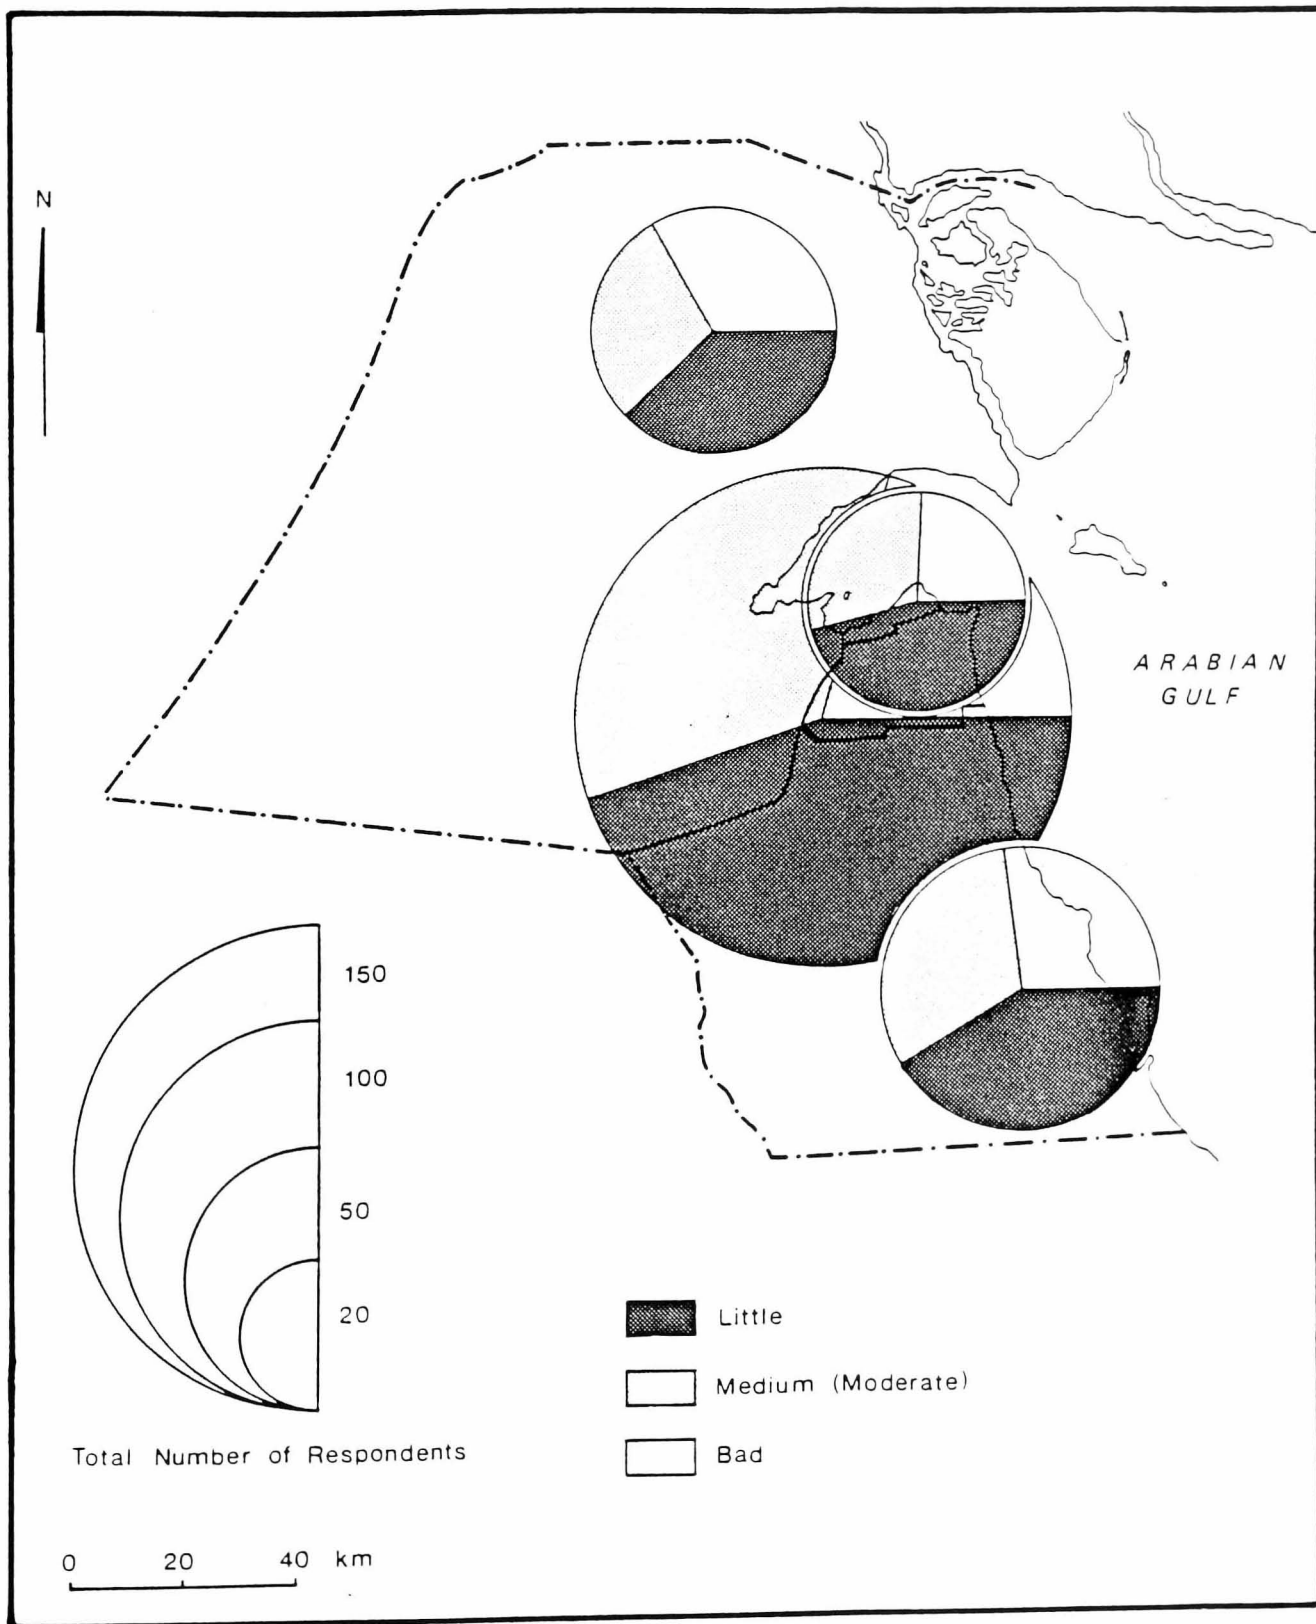 N
ARABIAN
GULF
150
100
50
20
Total Number of Respondents
Little
Medium (Moderate)
Bad
0 20 40 km